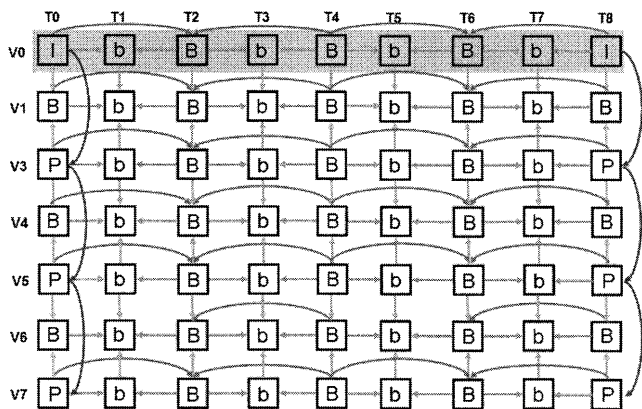 T0 T1 T2 T3 T4 T5 T6 T7 T8
V0 I b B b B b B b I
V1 B b B b B b B b B
V3 P b B b B b B b P
V4 B b B b B b B b B
V5 P b B b B b B b P
V6 B b B b B b B b B
V7 P b B b B b B b P